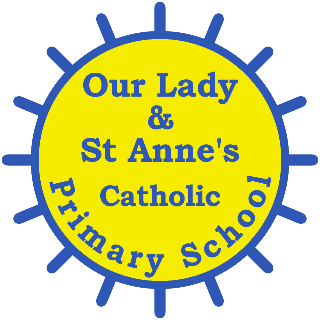 Our Lady
&
St Anne's
Catholic
Primary School